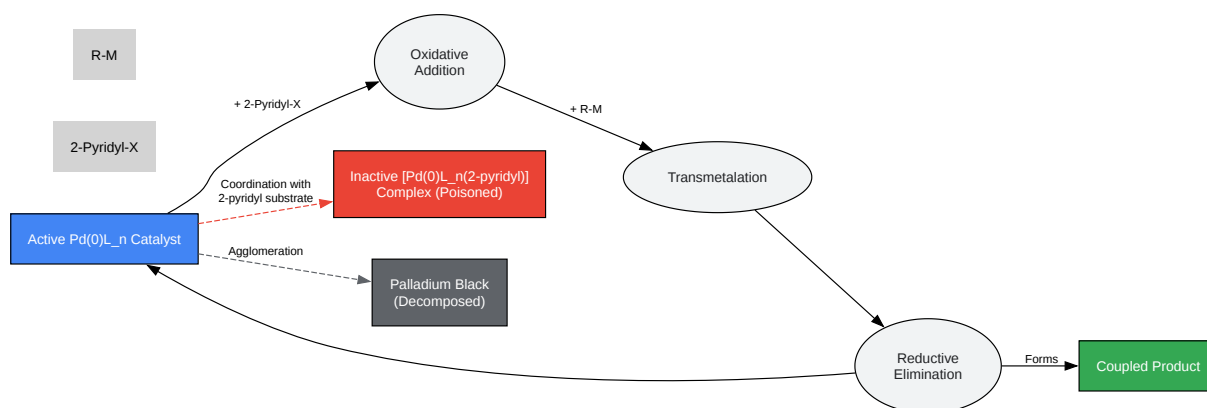 R-M
Oxidative
Addition
+ 2-Pyridyl-X
+ R-M
2-Pyridyl-X
Coordination with
2-pyridyl substrate
Inactive [Pd(0)L_n(2-pyridyl)]
Complex (Poisoned)
Transmetalation
Active Pd(0)L_n Catalyst
Agglomeration
Palladium Black
(Decomposed)
Reductive
Elimination
Forms
Coupled Product